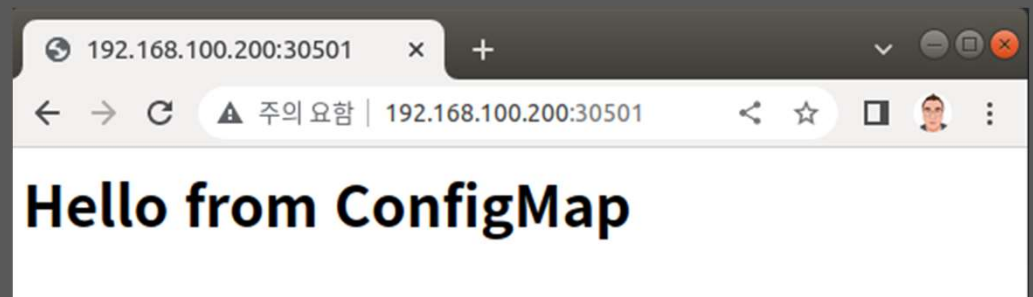 192.168.100.200:30501
주의 요함 192.168.100.200:30501
Hello from ConfigMap